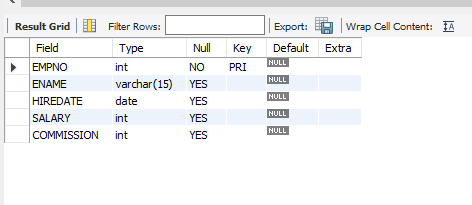 Result Grid Filter Rows: Export: Wrap Cell Content:
Field Type Null Key Default Extra
EMPNO int NO PRI NULL
ENAME varchar(15) YES NULL
HIREDATE date YES NULL
SALARY int YES NULL
COMMISSION int YES NULL